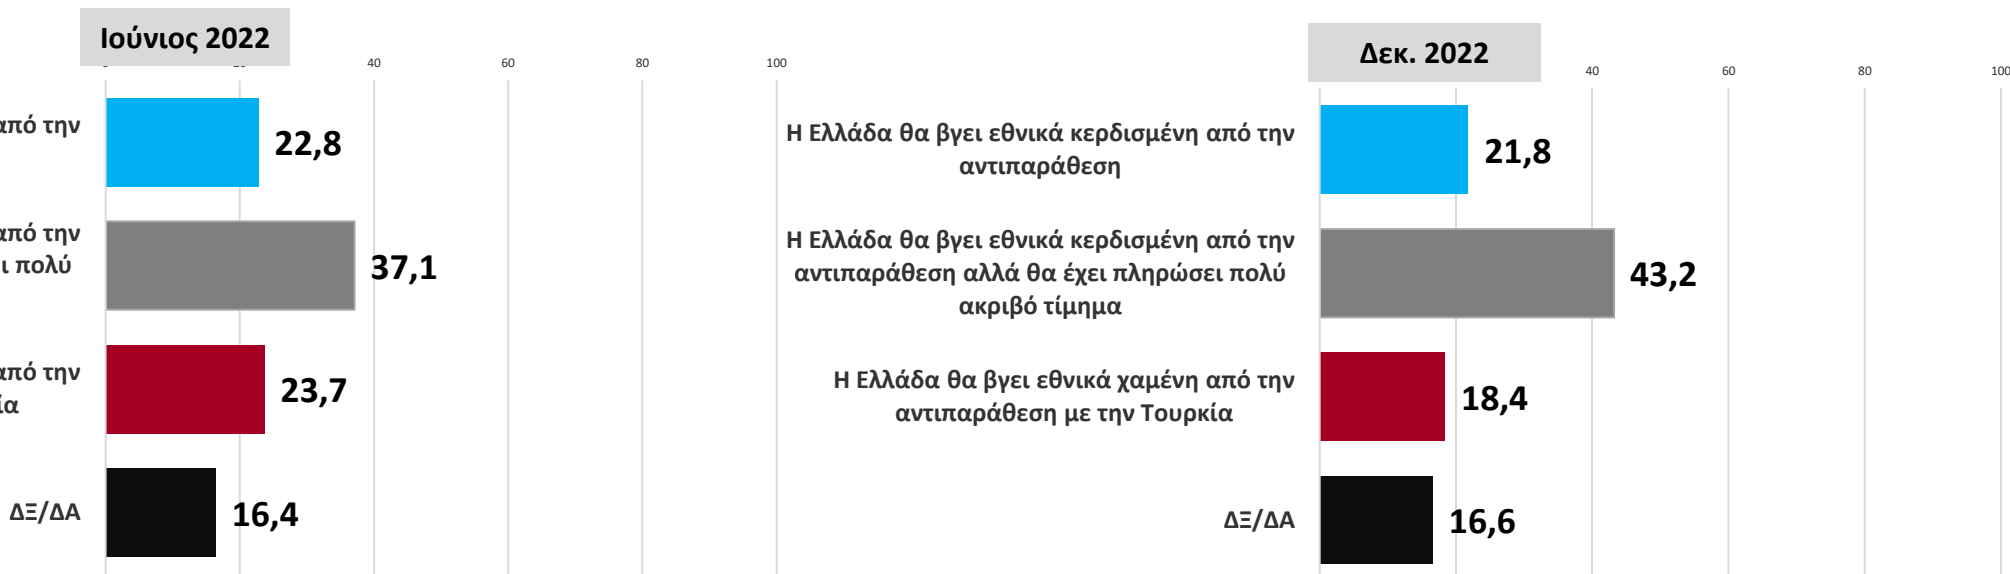 Ιούνιος 2022
40
60
80
100
από την
22,8
από την
ι πολύ
37,1
από την
ία
23,7
ΔΞ/ΔΑ
16,4
Δεκ. 2022
40
60
80
100
Η Ελλάδα θα βγει εθνικά κερδισμένη από την
αντιπαράθεση
21,8
Η Ελλάδα θα βγει εθνικά κερδισμένη από την
αντιπαράθεση αλλά θα έχει πληρώσει πολύ
ακριβό τίμημα
43,2
Η Ελλάδα θα βγει εθνικά χαμένη από την
αντιπαράθεση με την Τουρκία
18,4
ΔΞ/ΔΑ
16,6